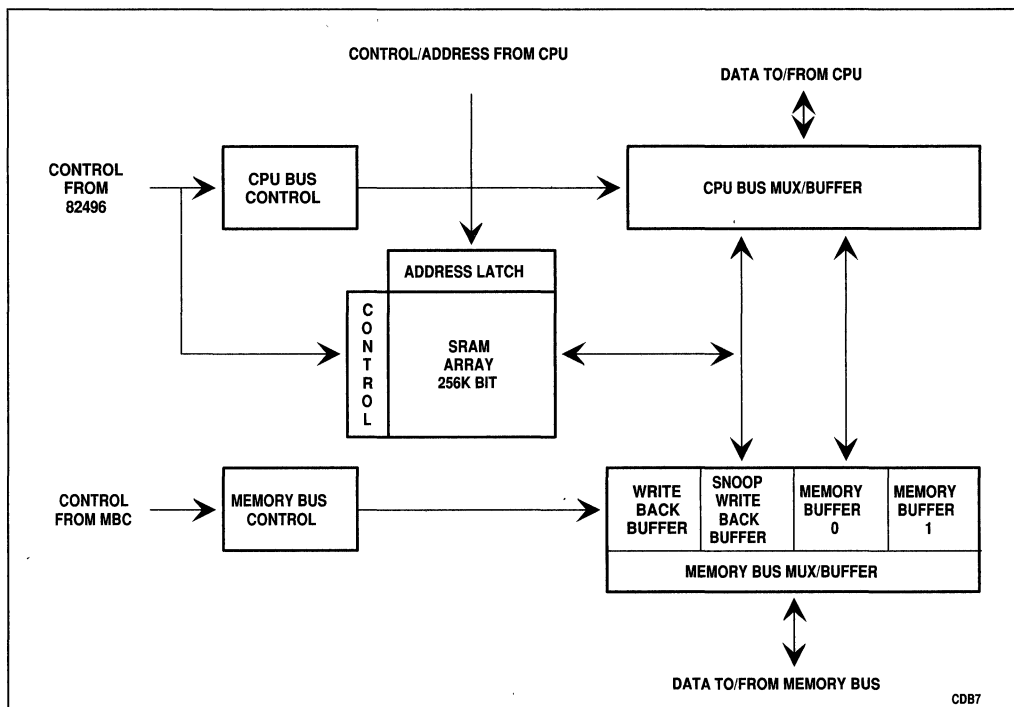 CONTROL/ADDRESS FROM CPU
DATA TO/FROM CPU
CONTROL
FROM
82496
CPU BUS
CONTROL
CPU BUS MUX/BUFFER
ADDRESS LATCH
CONTROL
SRAM
ARRAY
256K BIT
CONTROL
FROM MBC
MEMORY BUS
CONTROL
WRITE
BACK
BUFFER
SNOOP
WRITE
BACK
BUFFER
MEMORY
BUFFER
0
MEMORY
BUFFER
1
MEMORY BUS MUX/BUFFER
DATA TO/FROM MEMORY BUS
CDB7